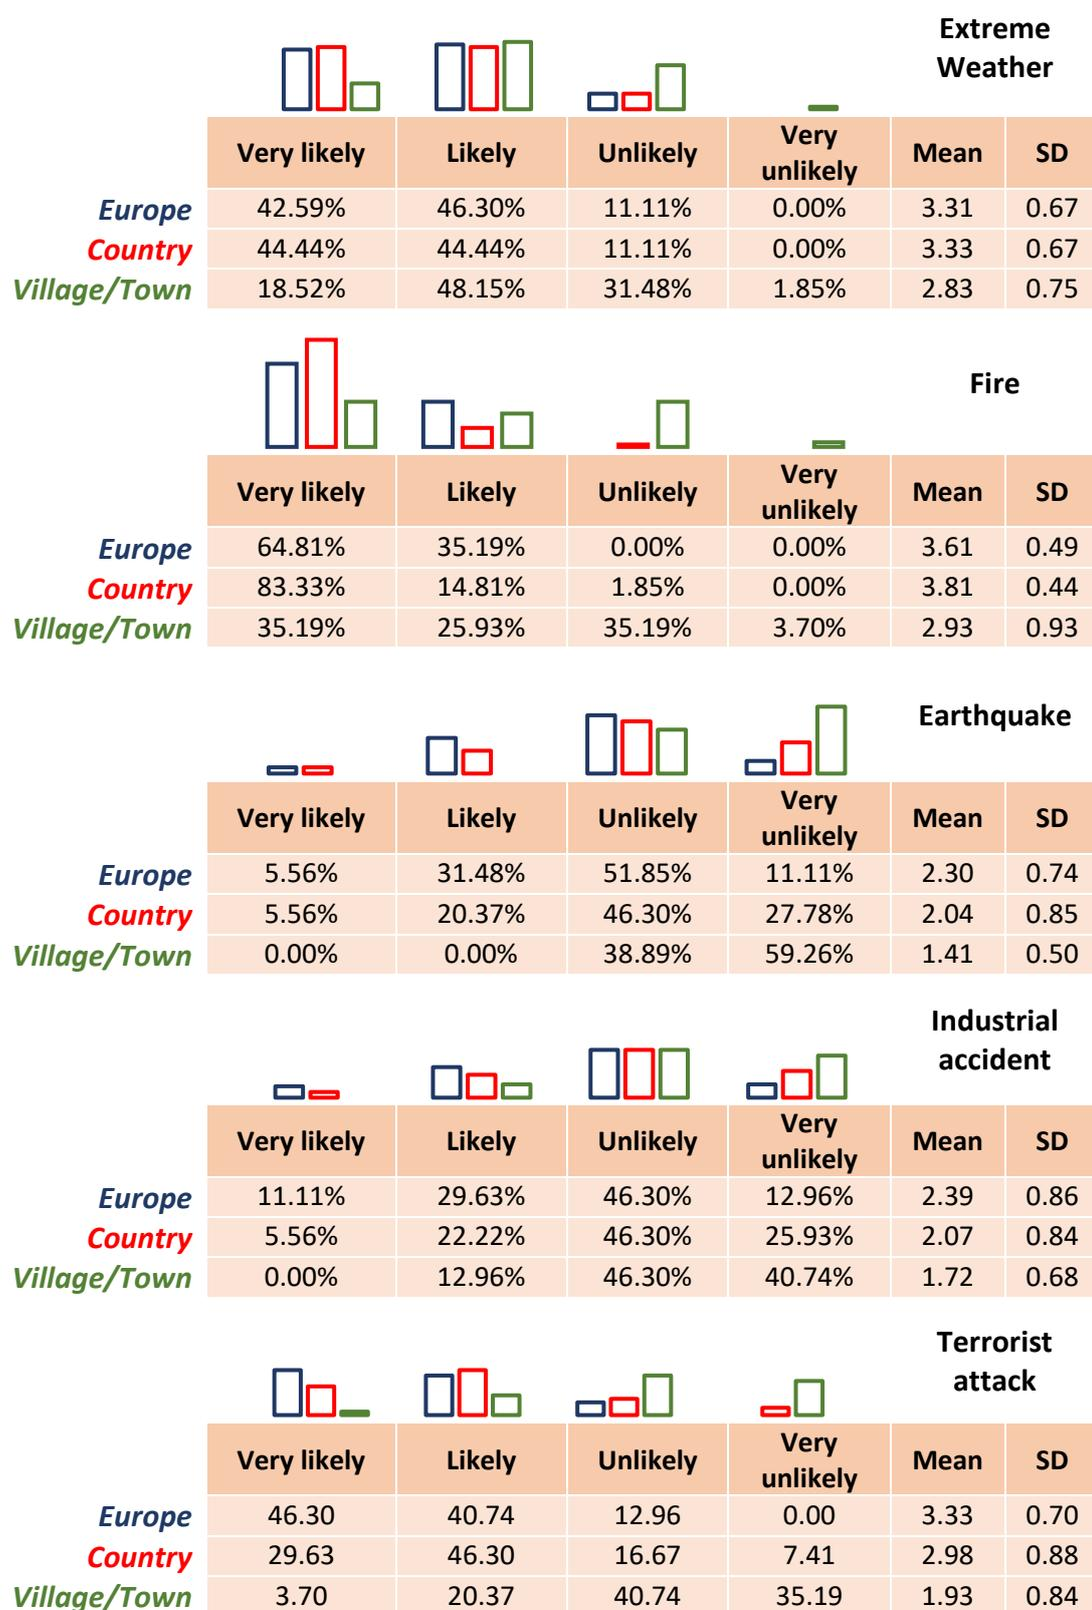 Extreme
Weather
Very likely Likely Unlikely Very unlikely Mean SD
Europe 42.59% 46.30% 11.11% 0.00% 3.31 0.67
Country 44.44% 44.44% 11.11% 0.00% 3.33 0.67
Village/Town 18.52% 48.15% 31.48% 1.85% 2.83 0.75
Fire
Very likely Likely Unlikely Very unlikely Mean SD
Europe 64.81% 35.19% 0.00% 0.00% 3.61 0.49
Country 83.33% 14.81% 1.85% 0.00% 3.81 0.44
Village/Town 35.19% 25.93% 35.19% 3.70% 2.93 0.93
Earthquake
Very likely Likely Unlikely Very unlikely Mean SD
Europe 5.56% 31.48% 51.85% 11.11% 2.30 0.74
Country 5.56% 20.37% 46.30% 27.78% 2.04 0.85
Village/Town 0.00% 0.00% 38.89% 59.26% 1.41 0.50
Industrial
accident
Very likely Likely Unlikely Very unlikely Mean SD
Europe 11.11% 29.63% 46.30% 12.96% 2.39 0.86
Country 5.56% 22.22% 46.30% 25.93% 2.07 0.84
Village/Town 0.00% 12.96% 46.30% 40.74% 1.72 0.68
Terrorist
attack
Very likely Likely Unlikely Very unlikely Mean SD
Europe 46.30 40.74 12.96 0.00 3.33 0.70
Country 29.63 46.30 16.67 7.41 2.98 0.88
Village/Town 3.70 20.37 40.74 35.19 1.93 0.84